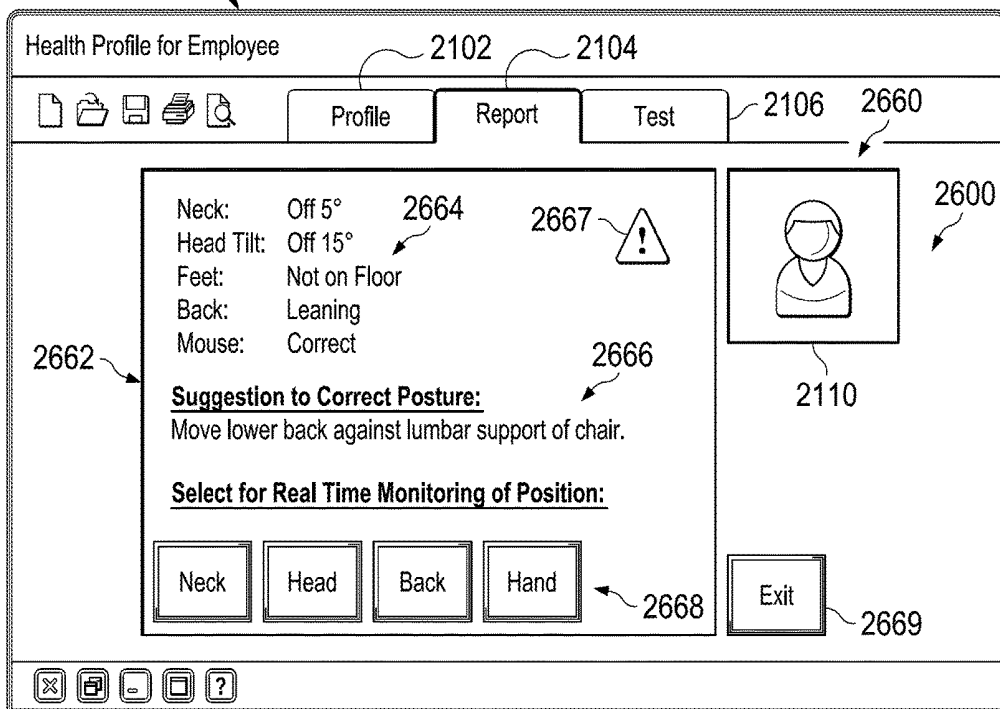 Health Profile for Employee
2102
2104
Profile
Report
Test
2106
2660
2600
Neck: Off 5°
2664
2667
!
Head Tilt: Off 15°
Feet: Not on Floor
Back: Leaning
Mouse: Correct
2662
2666
2110
Suggestion to Correct Posture:
Move lower back against lumbar support of chair.
Select for Real Time Monitoring of Position:
Neck
Head
Back
Hand
2668
Exit
2669
?